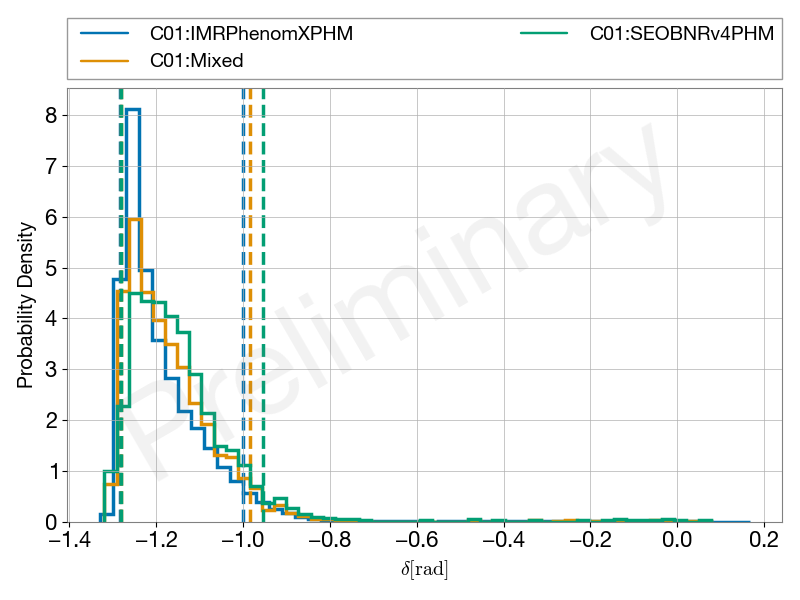 C01:IMRPhenomXPHM
C01:Mixed
C01:SEOBNRv4PHM
Preliminary
Probability Density
8
7
6
5
4
3
2
1
0
−1.4 −1.2 −1.0 −0.8 −0.6 −0.4 −0.2 0.0 0.2
δ[rad]